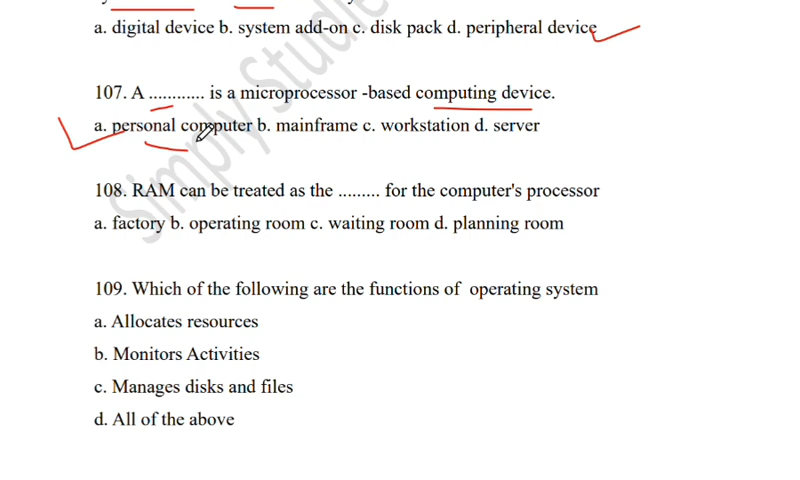 a. digital device b. system add-on c. disk pack d. peripheral device
107. A ............ is a microprocessor -based computing device.
a. personal computer b. mainframe c. workstation d. server
108. RAM can be treated as the ......... for the computer's processor
a. factory b. operating room c. waiting room d. planning room
109. Which of the following are the functions of operating system
a. Allocates resources
b. Monitors Activities
c. Manages disks and files
d. All of the above
Simply Studie